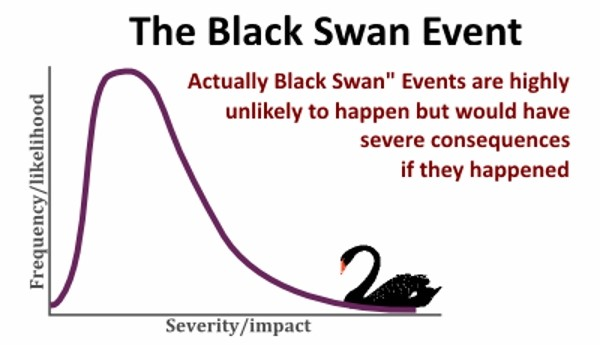 The Black Swan Event
Actually Black Swan" Events are highly
unlikely to happen but would have
severe consequences
if they happened
Frequency/likelihood
Severity/impact